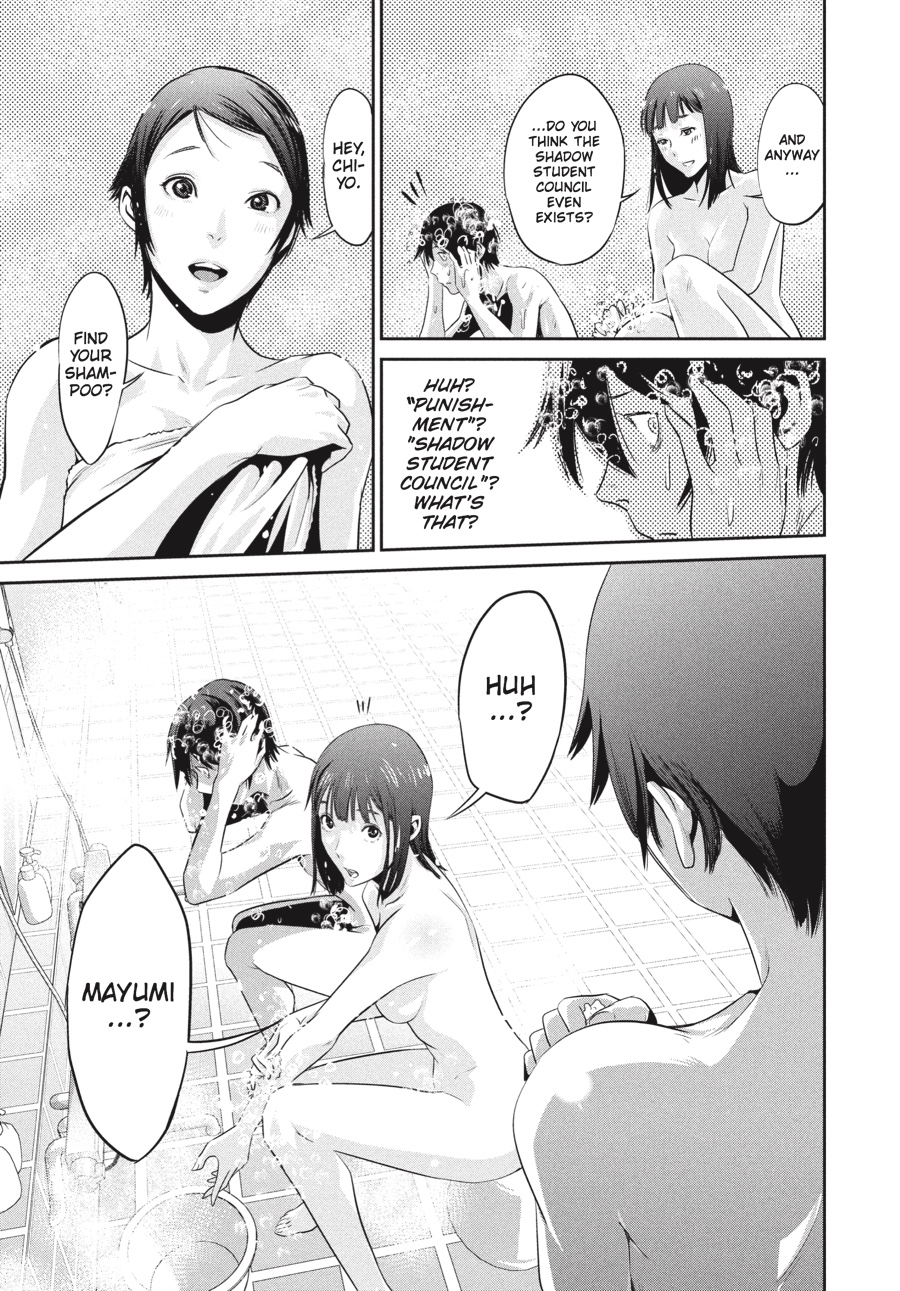 AND
ANYWAY
...
...DO YOU
THINK THE
SHADOW
STUDENT
COUNCIL
EVEN
EXISTS?
HUH?
"PUNISH-
MENT"?
"SHADOW
STUDENT
COUNCIL"?
WHAT'S
THAT?
HEY,
CHI-
YO.
FIND
YOUR
SHAM-
POO?
HUH
...?
MAYUMI
...?